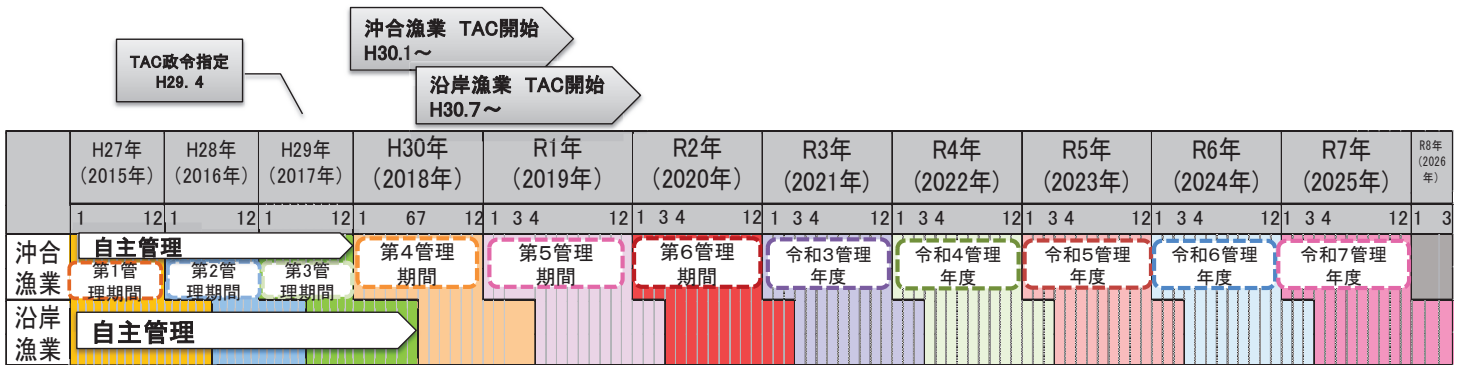 沖合漁業 TAC開始
H30.1～
TAC政令指定
H29. 4
沿岸漁業 TAC開始
H30.7～
H27年
（2015年）
H28年
（2016年）
H29年
（2017年）
H30年
（2018年）
R1年
（2019年）
R2年
（2020年）
R3年
（2021年）
R4年
（2022年）
R5年
（2023年）
R6年
（2024年）
R7年
（2025年）
R8年
（2026
年）
1 12 1 12 1 12 1 67 12 1 3 4 12 1 3 4 12 1 3 4 12 1 3 4 12 1 3 4 12 1 3 4 12 1 3 4 12 1 3
沖合
漁業
自主管理
第1管
理期間
第2管
理期間
第3管
理期間
第4管理
期間
第5管理
期間
第6管理
期間
令和3管理
年度
令和4管理
年度
令和5管理
年度
令和6管理
年度
令和7管理
年度
沿岸
漁業
自主管理